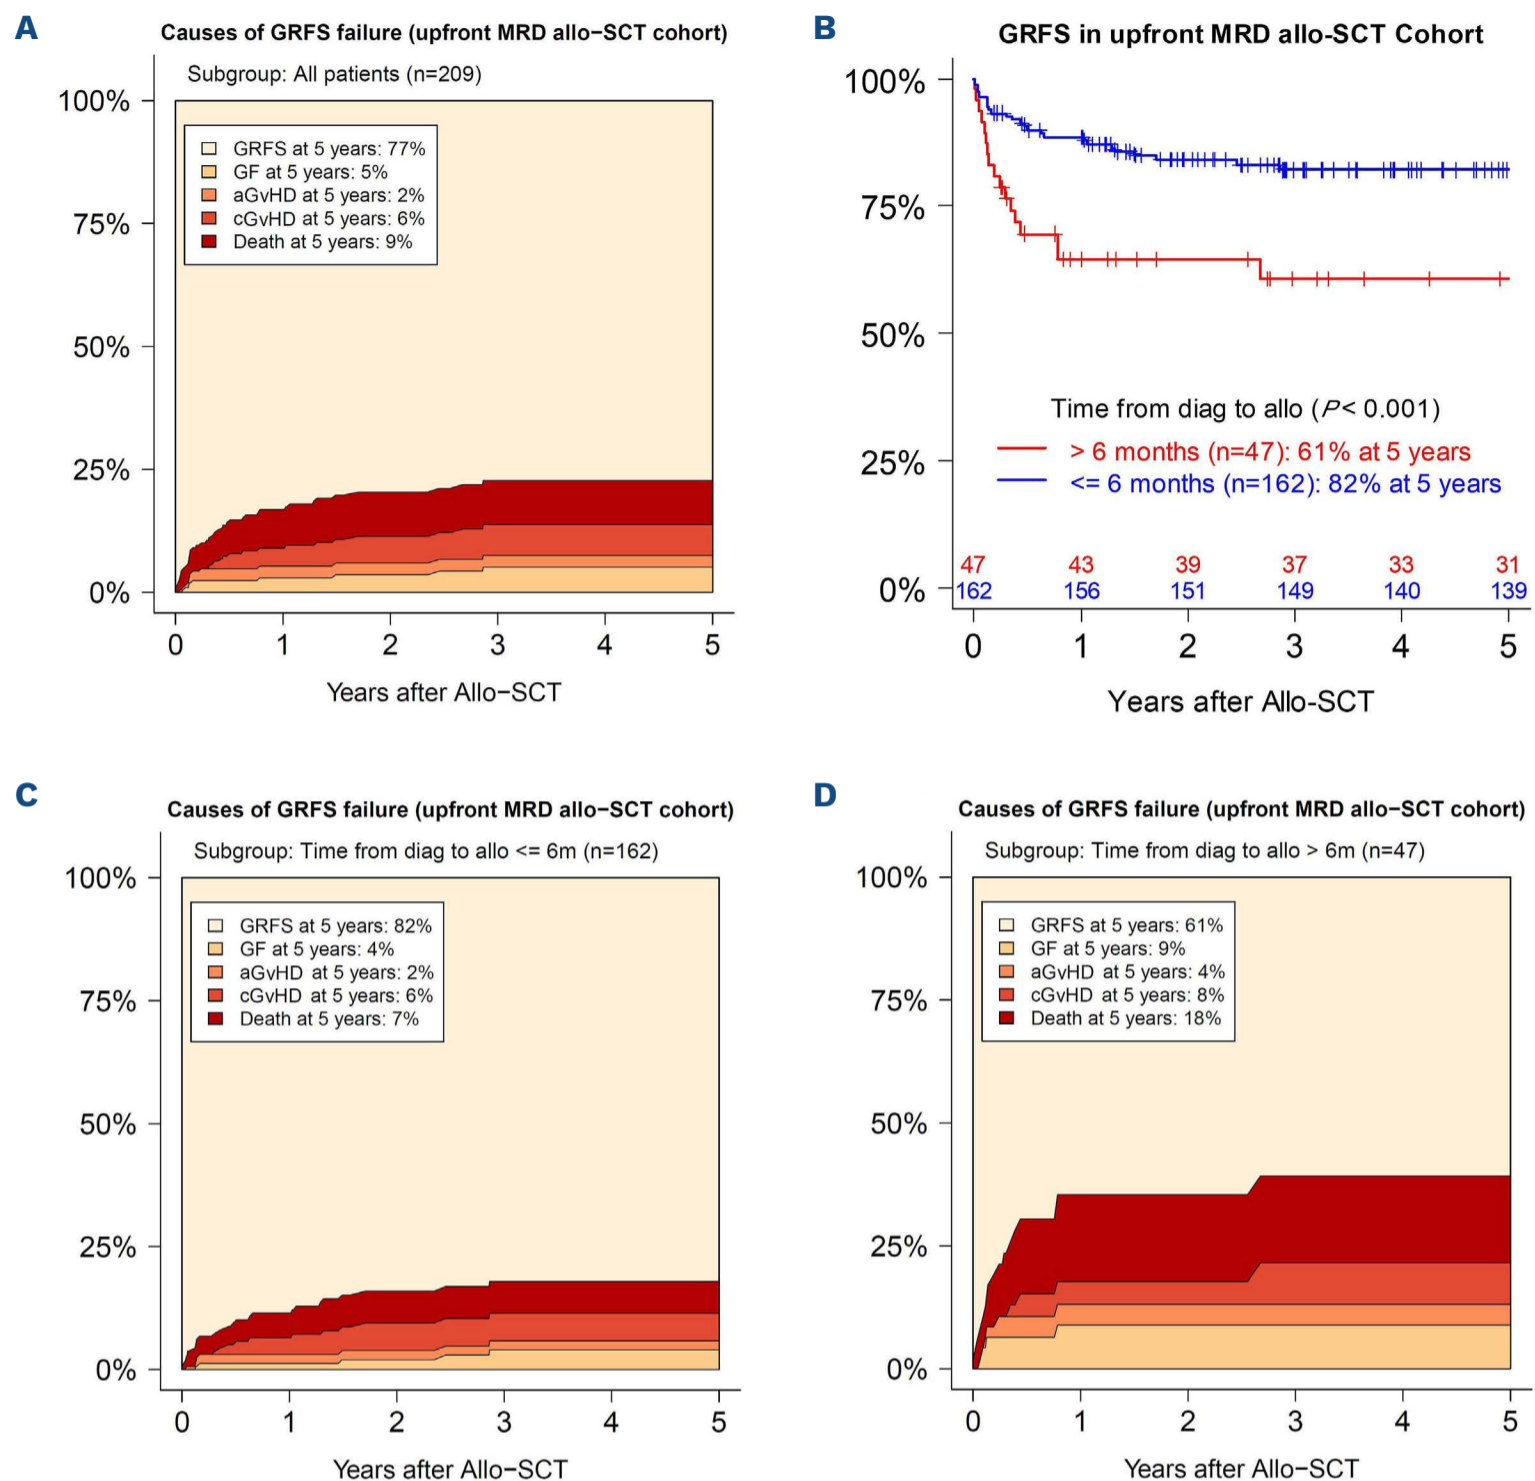 A
Causes of GRFS failure (upfront MRD allo−SCT cohort)
Subgroup: All patients (n=209)
100%
75%
50%
25%
0%
GRFS at 5 years: 77%
GF at 5 years: 5%
aGvHD at 5 years: 2%
cGvHD at 5 years: 6%
Death at 5 years: 9%
0 1 2 3 4 5
Years after Allo−SCT
B
GRFS in upfront MRD allo-SCT Cohort
100%
75%
50%
25%
0%
Time from diag to allo (P< 0.001)
> 6 months (n=47): 61% at 5 years
<= 6 months (n=162): 82% at 5 years
47 43 39 37 33 31
162 156 151 149 140 139
0 1 2 3 4 5
Years after Allo-SCT
C
Causes of GRFS failure (upfront MRD allo−SCT cohort)
Subgroup: Time from diag to allo <= 6m (n=162)
100%
75%
50%
25%
0%
GRFS at 5 years: 82%
GF at 5 years: 4%
aGvHD at 5 years: 2%
cGvHD at 5 years: 6%
Death at 5 years: 7%
0 1 2 3 4 5
Years after Allo−SCT
D
Causes of GRFS failure (upfront MRD allo−SCT cohort)
Subgroup: Time from diag to allo > 6m (n=47)
100%
75%
50%
25%
0%
GRFS at 5 years: 61%
GF at 5 years: 9%
aGvHD at 5 years: 4%
cGvHD at 5 years: 8%
Death at 5 years: 18%
0 1 2 3 4 5
Years after Allo−SCT